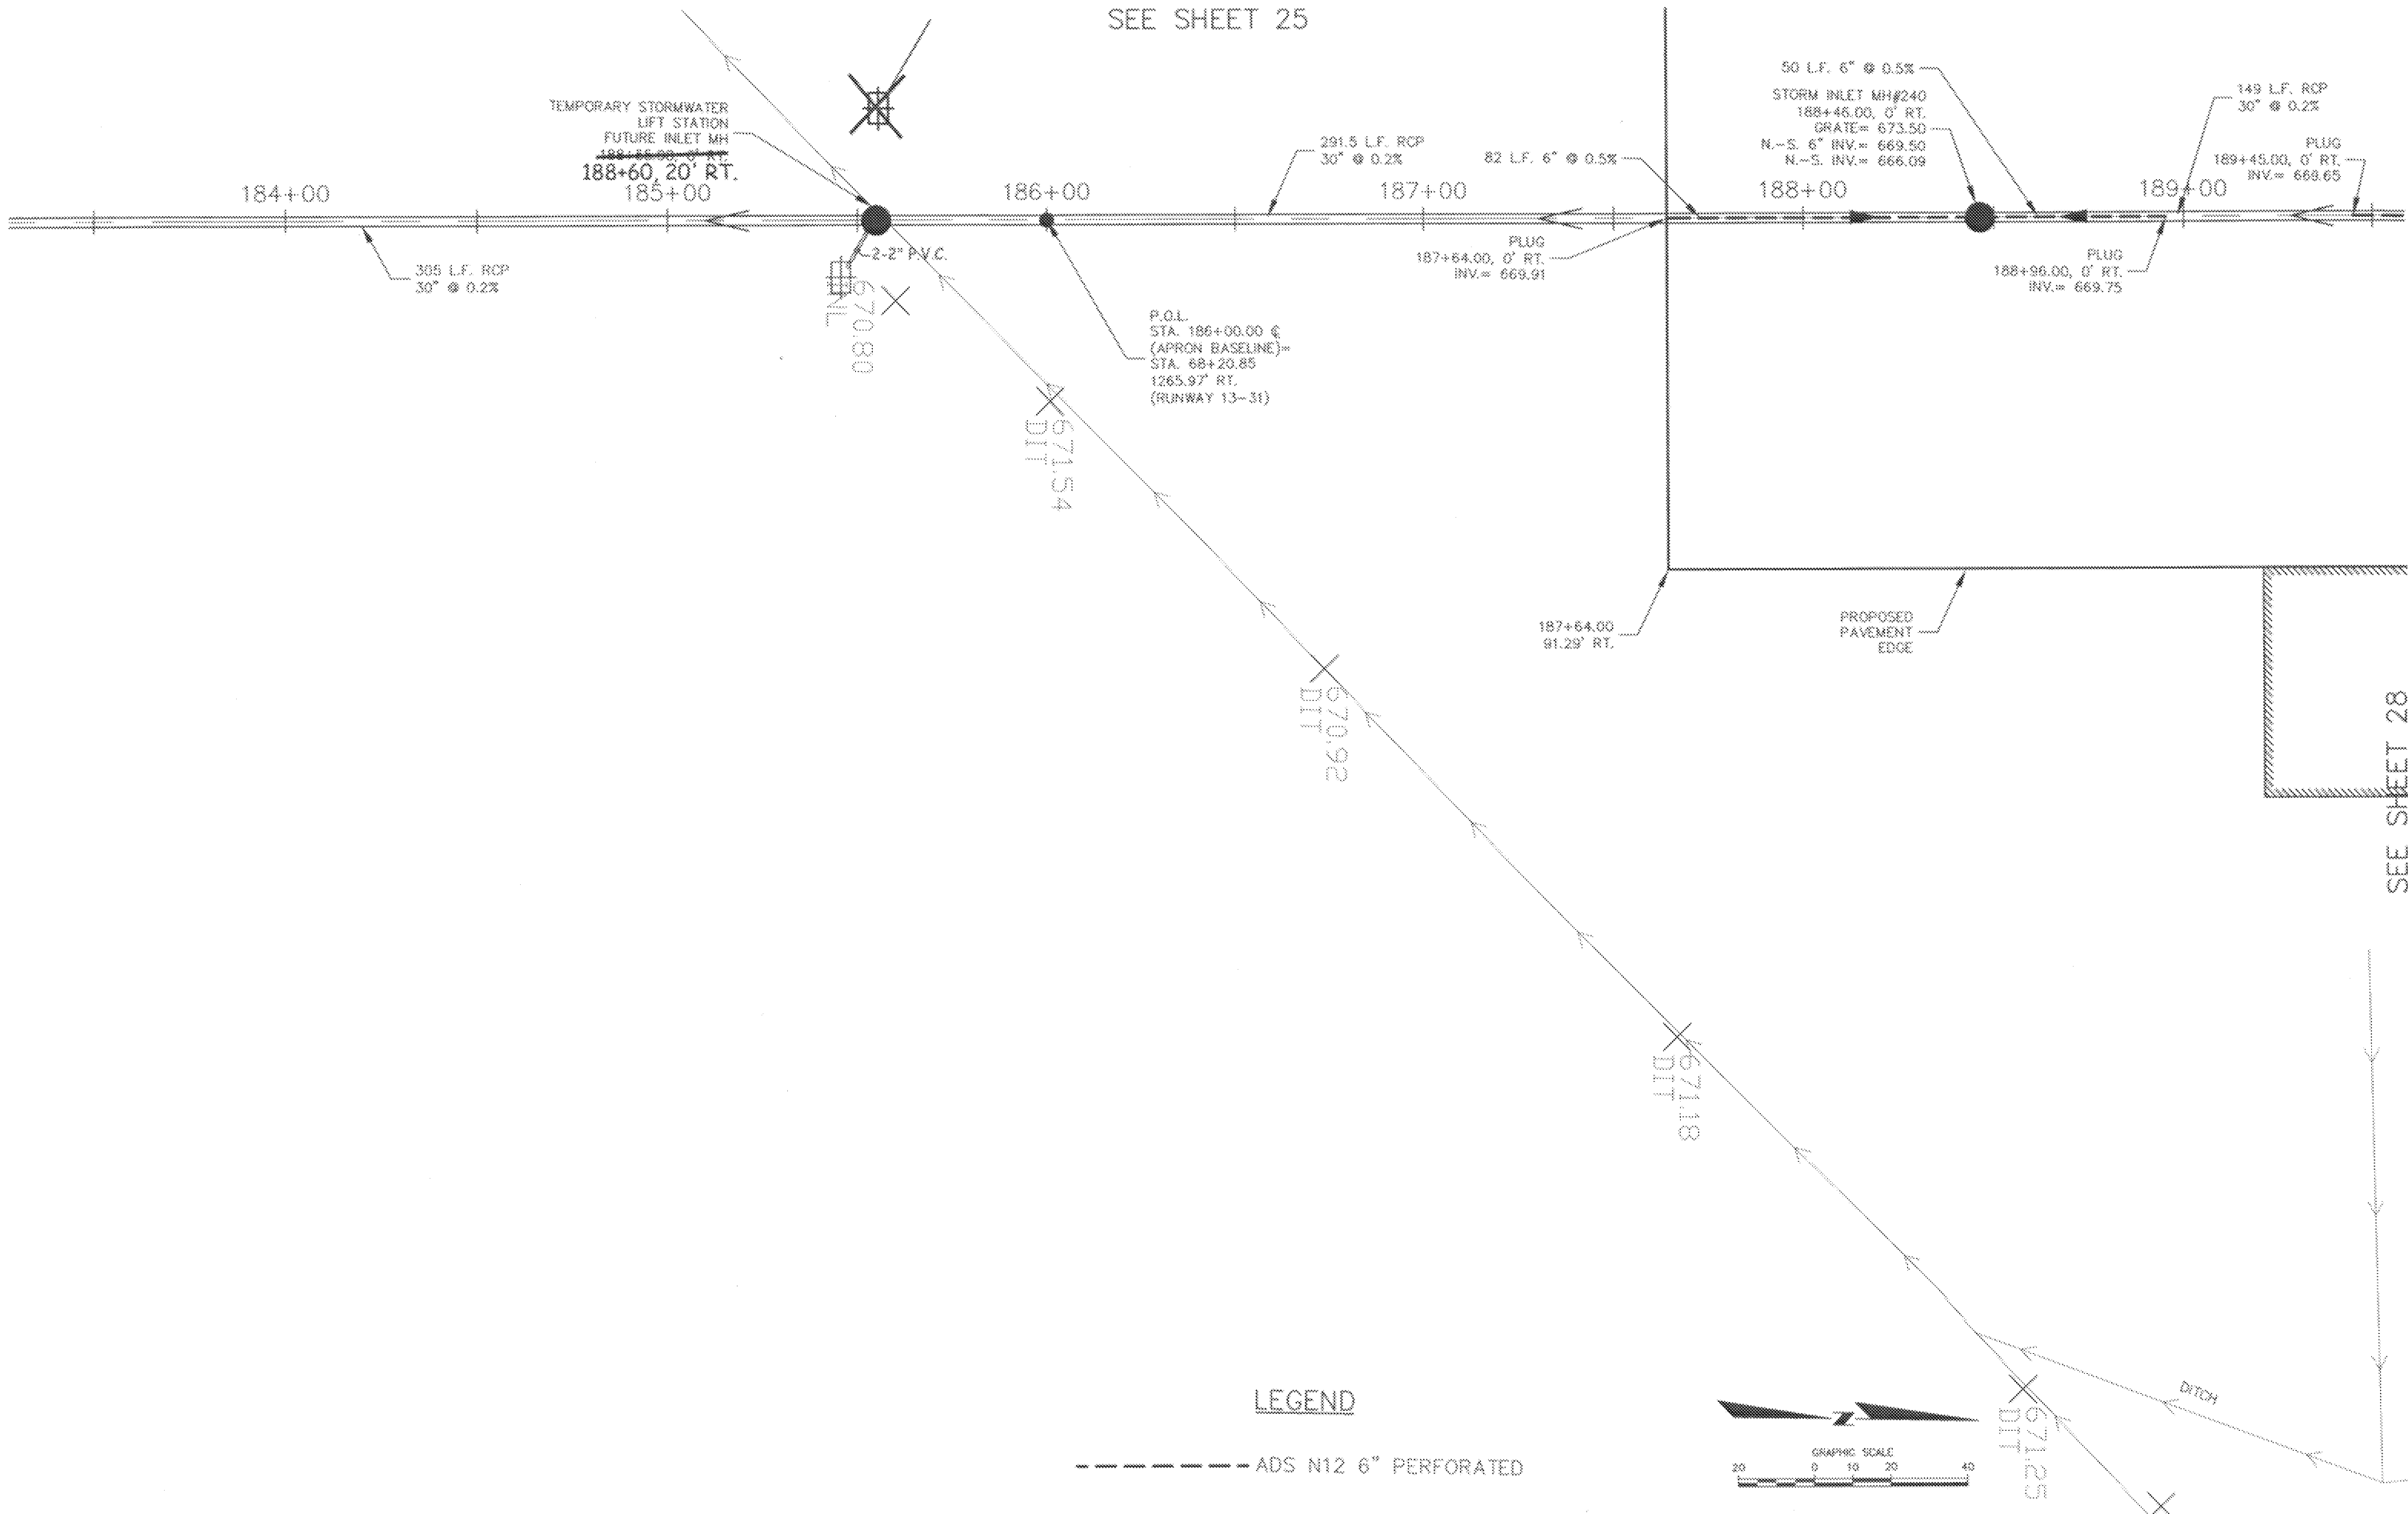 SEE SHEET 25
TEMPORARY STORMWATER
LIFT STATION
FUTURE INLET MH
188+60, 20' RT.
184+00
185+00
186+00
187+00
188+00
189+00
291.5 L.F. RCP
30" @ 0.2%
82 L.F. 6" @ 0.5%
50 L.F. 6" @ 0.5%
STORM INLET MH#240
188+46.00, 0' RT.
GRATE= 673.50
N.-S. 6" INV.= 669.50
N.-S. INV.= 666.09
149 L.F. RCP
30" @ 0.2%
PLUG
189+45.00, 0' RT.
INV.= 669.65
305 L.F. RCP
30" @ 0.2%
2-2" P.V.C.
PLUG
187+64.00, 0' RT.
INV.= 669.91
PLUG
188+96.00, 0' RT.
INV.= 669.75
670.80
P.O.L.
STA. 186+00.00 ℄
(APRON BASELINE)=
STA. 68+20.85
1265.97' RT.
(RUNWAY 13-31)
671.54
DIT
187+64.00
91.29' RT.
PROPOSED
PAVEMENT
EDGE
670.92
DIT
SEE SHEET 28
671.18
DIT
DITCH
671.25
DIT
LEGEND
ADS N12 6" PERFORATED
Z
GRAPHIC SCALE
20 0 10 20 40